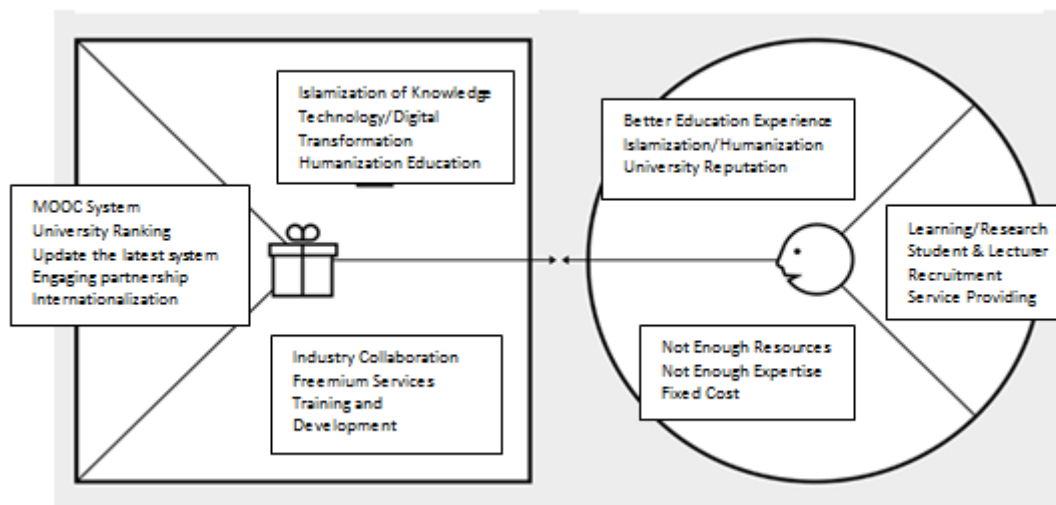 Islamization of Knowledge
Technology/Digital
Transformation
Humanization Education
MOOC System
University Ranking
Update the latest system
Engaging partnership
Internationalization
Industry Collaboration
Freemium Services
Training and
Development
Better Education Experience
Islamization/Humanization
University Reputation
Learning/Research
Student & Lecturer
Recruitment
Service Providing
Not Enough Resources
Not Enough Expertise
Fixed Cost